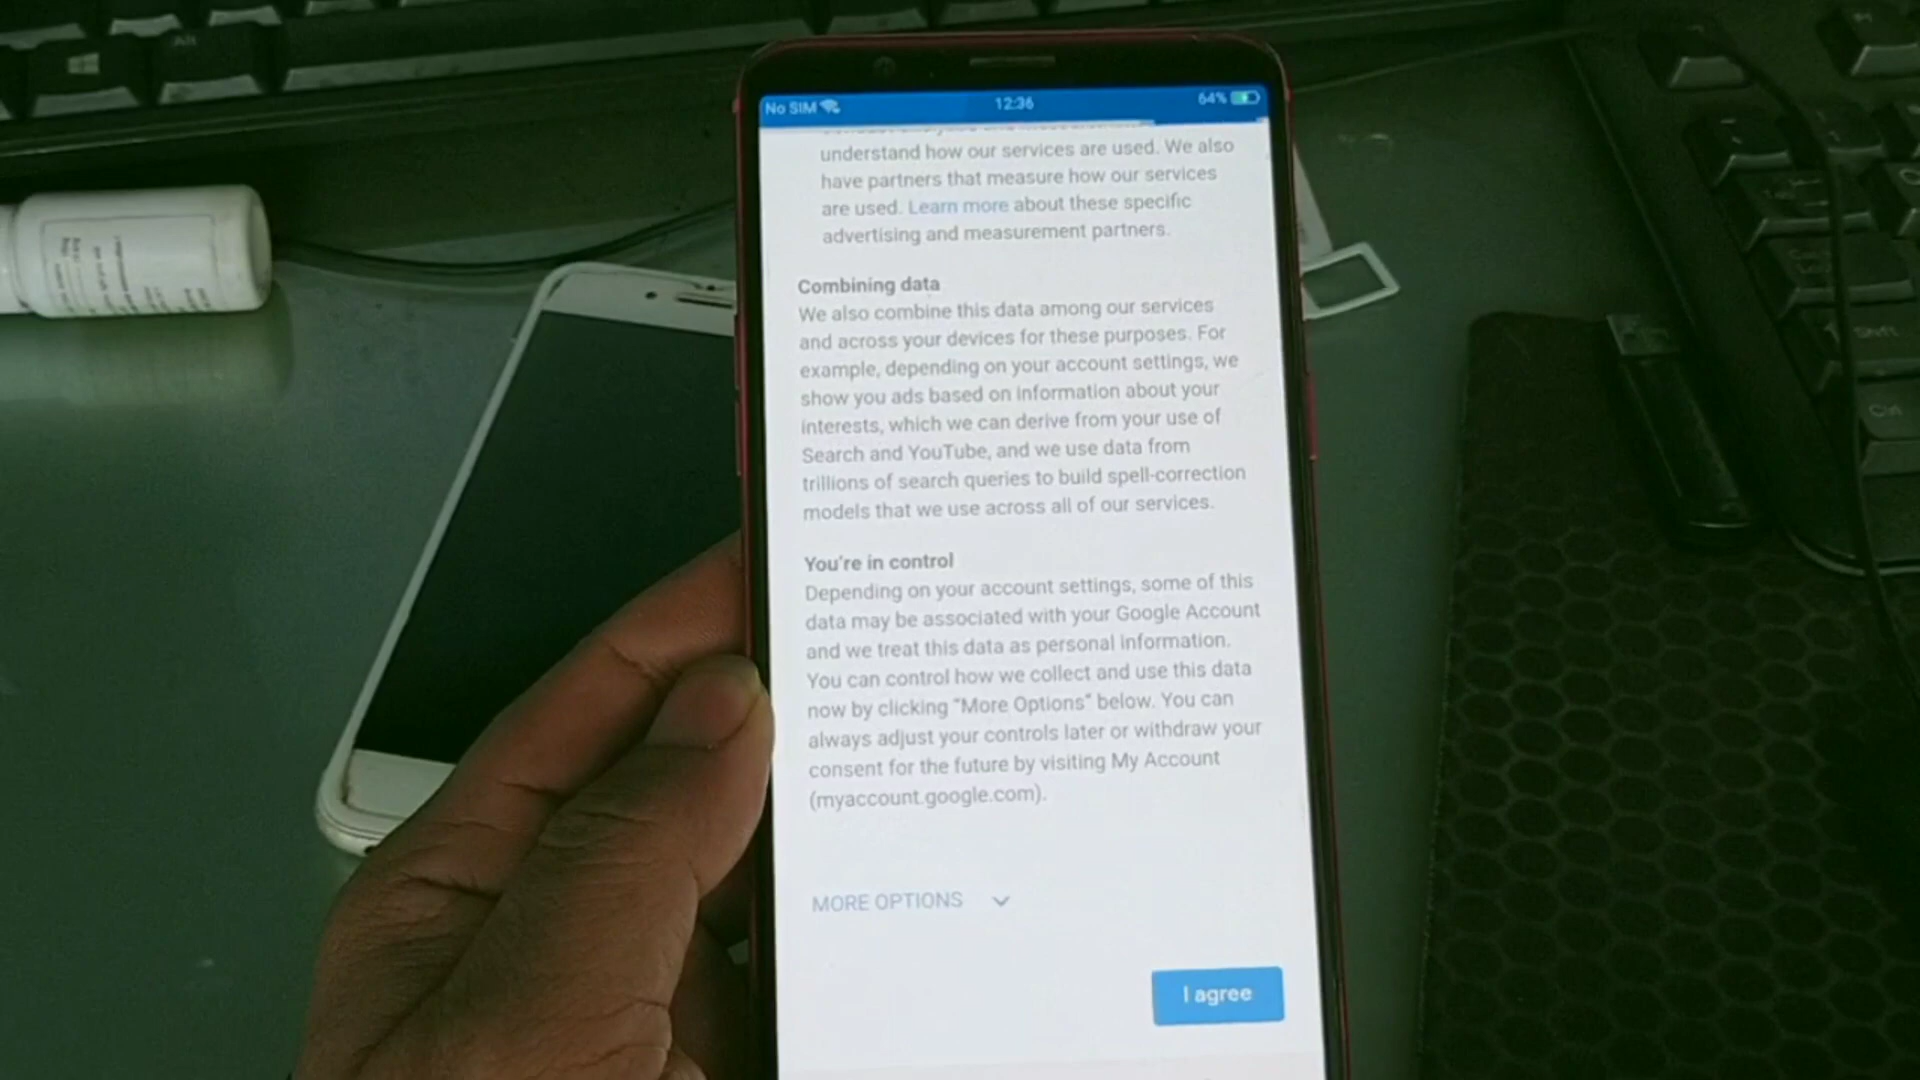 Alt
No SIM
12:36
64%
understand how our services are used. We also
have partners that measure how our services
are used. Learn more about these specific
advertising and measurement partners.
Combining data
We also combine this data among our services
and across your devices for these purposes. For
example, depending on your account settings, we
show you ads based on information about your
interests, which we can derive from your use of
Search and YouTube, and we use data from
trillions of search queries to build spell-correction
models that we use across all of our services.
You're in control
Depending on your account settings, some of this
data may be associated with your Google Account
and we treat this data as personal information.
You can control how we collect and use this data
now by clicking "More Options" below. You can
always adjust your controls later or withdraw your
consent for the future by visiting My Account
(myaccount.google.com).
MORE OPTIONS
I agree
Shift
Ctrl